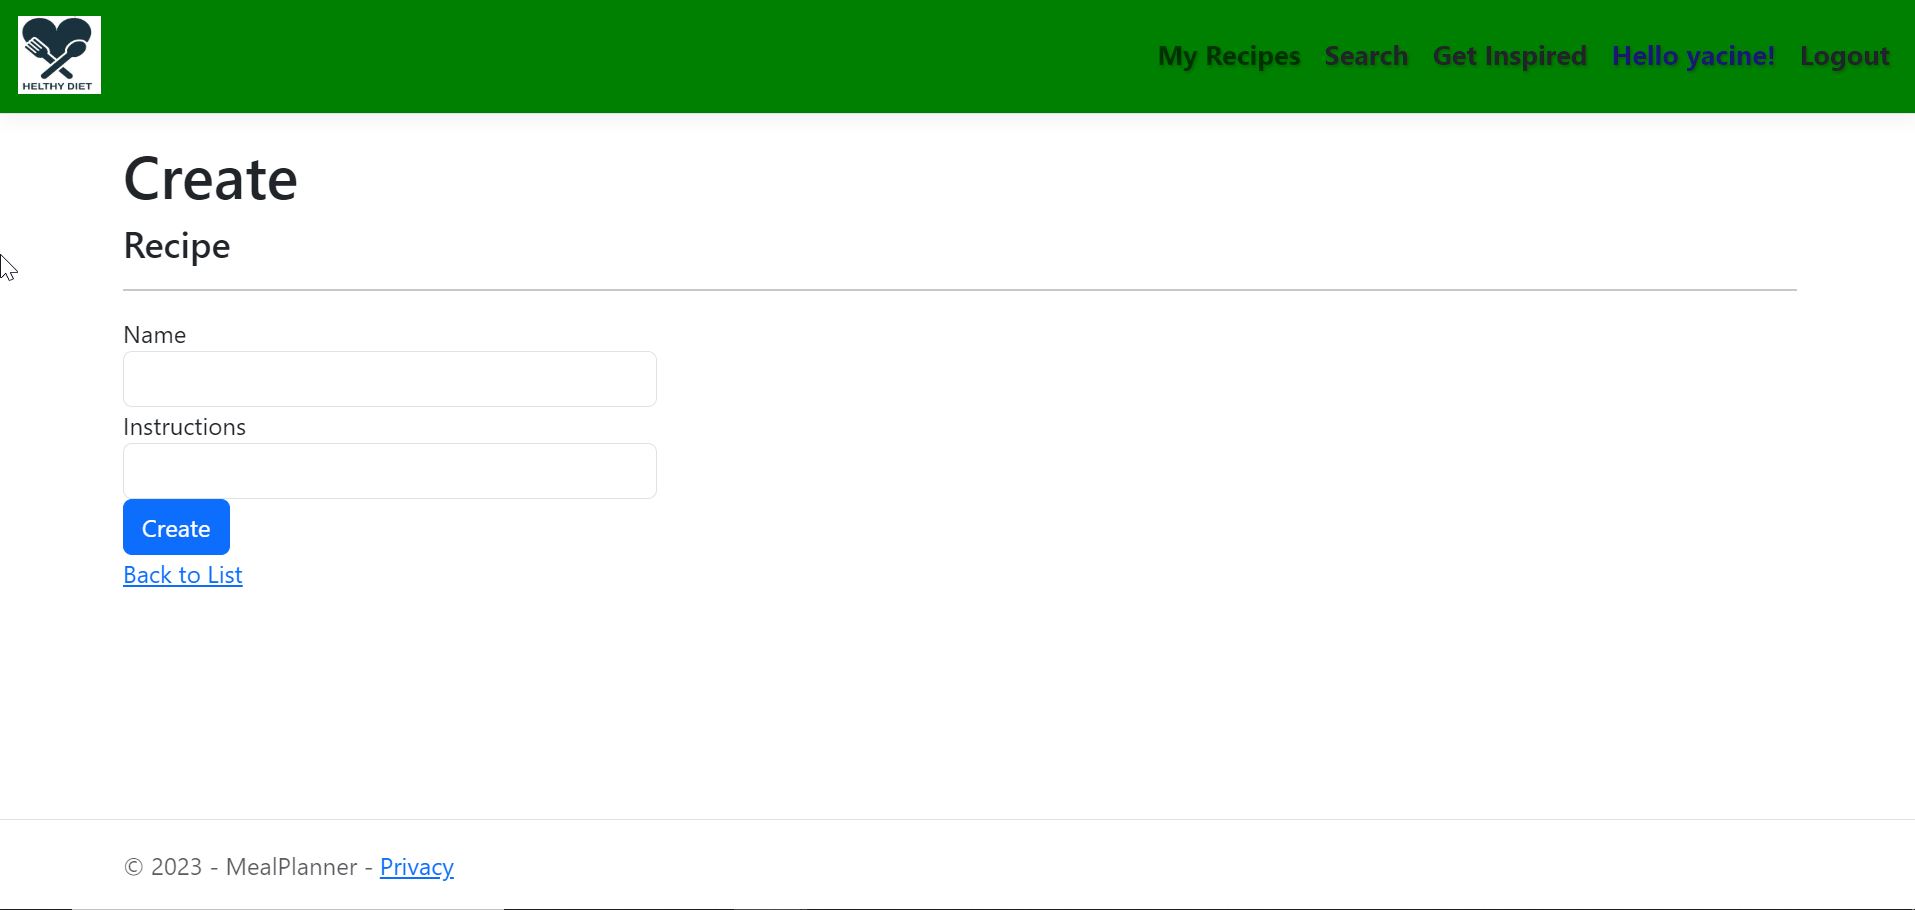 HELTHY DIET
My Recipes Search Get Inspired Hello yacine! Logout
Create
Recipe
Name
Instructions
Create
Back to List
© 2023 - MealPlanner - Privacy